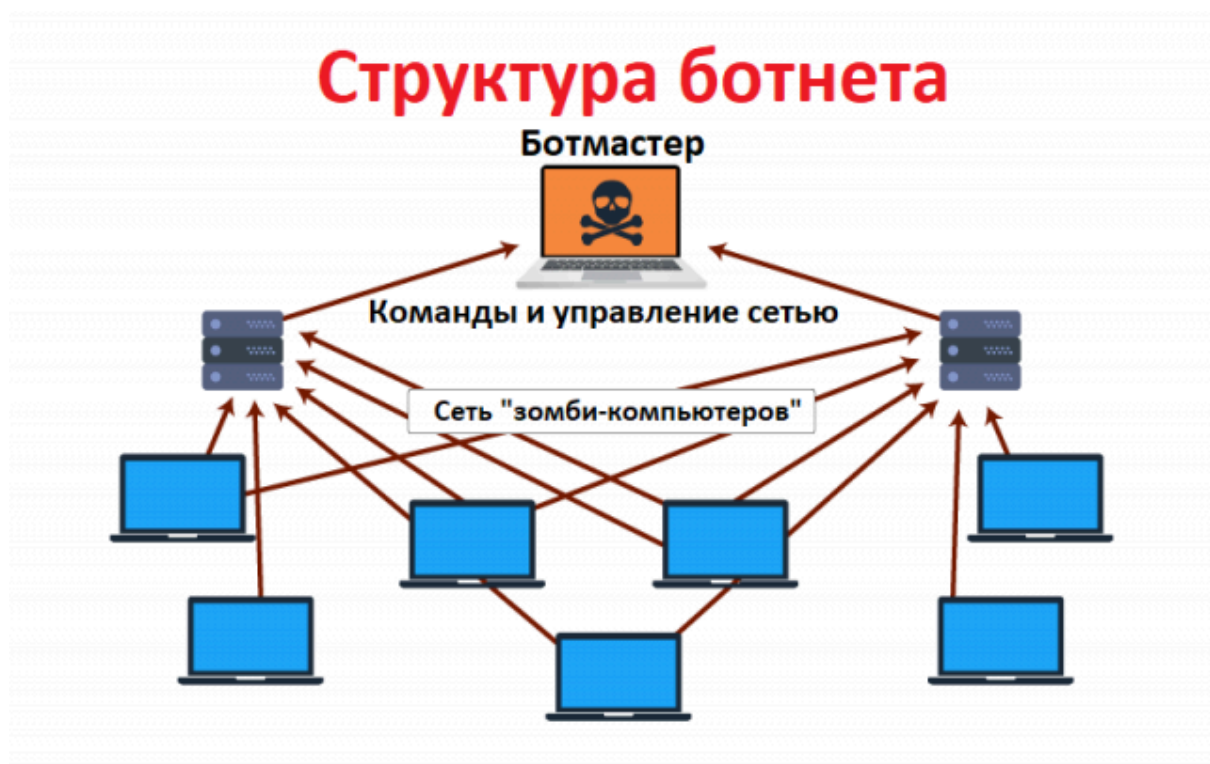 Структура ботнета
Ботмастер
Команды и управление сетью
Сеть "зомби-компьютеров"